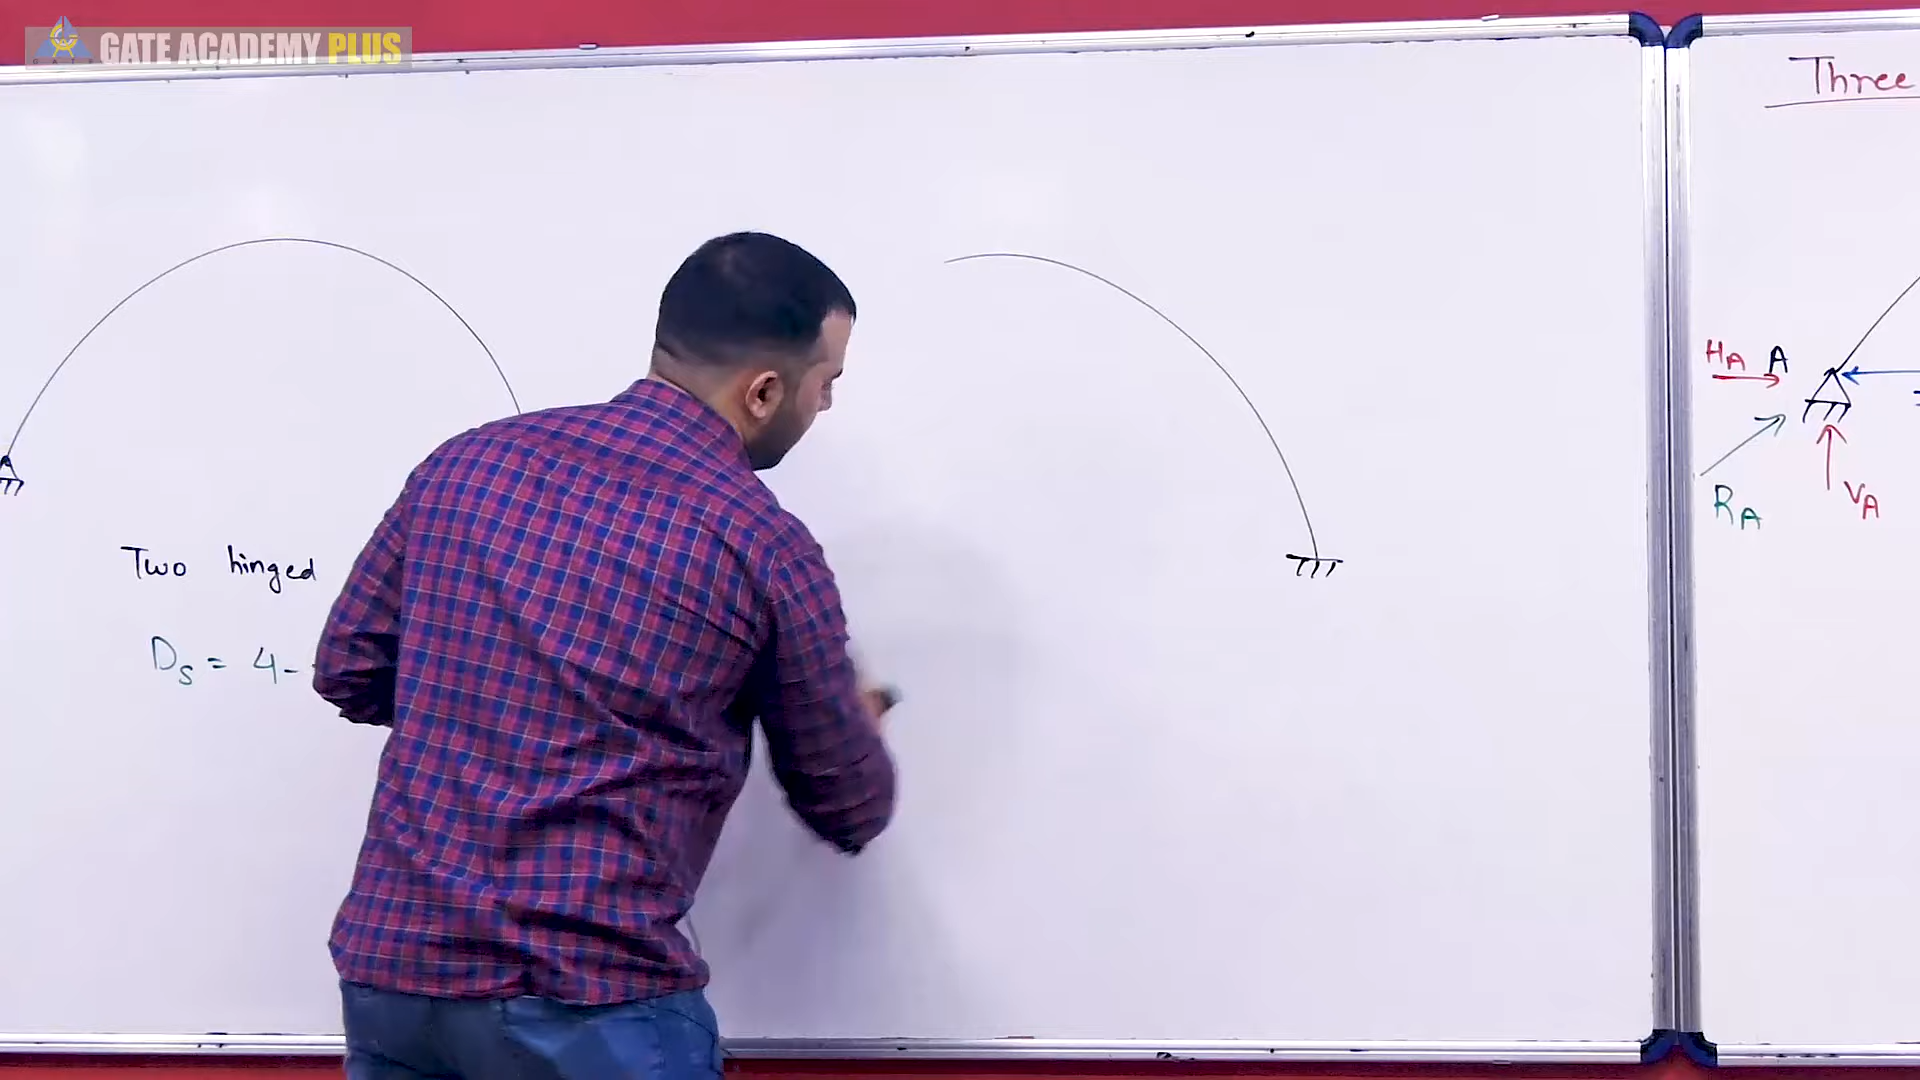 GATE ACADEMY PLUS
Two hinged
Ds = 4-
Three
HA A
RA
VA